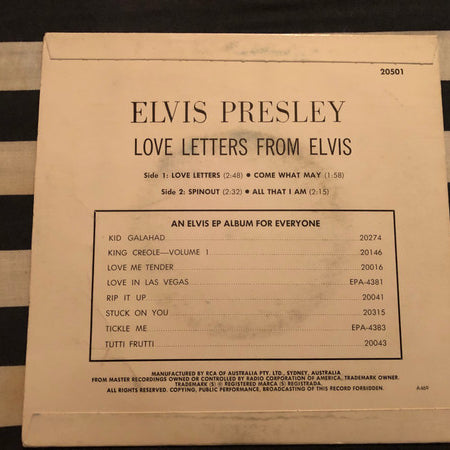 20501
ELVIS PRESLEY
LOVE LETTERS FROM ELVIS
Side 1: LOVE LETTERS (2:48) ● COME WHAT MAY (1:58)
Side 2: SPINOUT (2:32) ● ALL THAT I AM (2:15)
AN ELVIS EP ALBUM FOR EVERYONE
KID GALAHAD 20274
KING CREOLE—VOLUME 1 20146
LOVE ME TENDER 20016
LOVE IN LAS VEGAS EPA-4381
RIP IT UP 20041
STUCK ON YOU 20315
TICKLE ME EPA-4383
TUTTI FRUTTI 20043
MANUFACTURED BY RCA OF AUSTRALIA PTY. LTD., SYDNEY, AUSTRALIA
FROM MASTER RECORDINGS OWNED OR CONTROLLED BY RADIO CORPORATION OF AMERICA, TRADEMARK OWNER.
TRADEMARK (S) ® REGISTERED MARCA (S) REGISTRADA.
ALL RIGHTS RESERVED. COPYING, PUBLIC PERFORMANCE, BROADCASTING OF THIS RECORD FORBIDDEN.